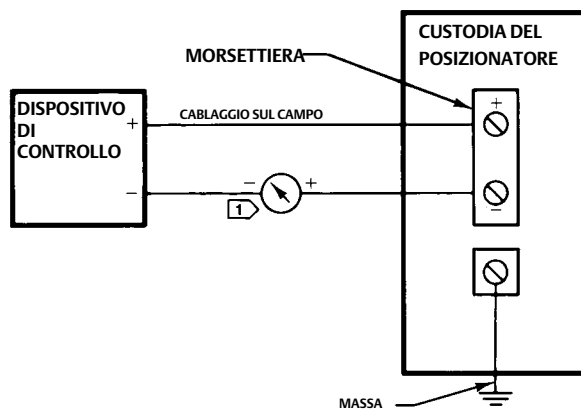 CUSTODIA DEL
POSIZIONATORE
MORSETTIERA
DISPOSITIVO
DI
CONTROLLO
+
CABLAGGIO SUL CAMPO
+
–
– +
1
–
MASSA